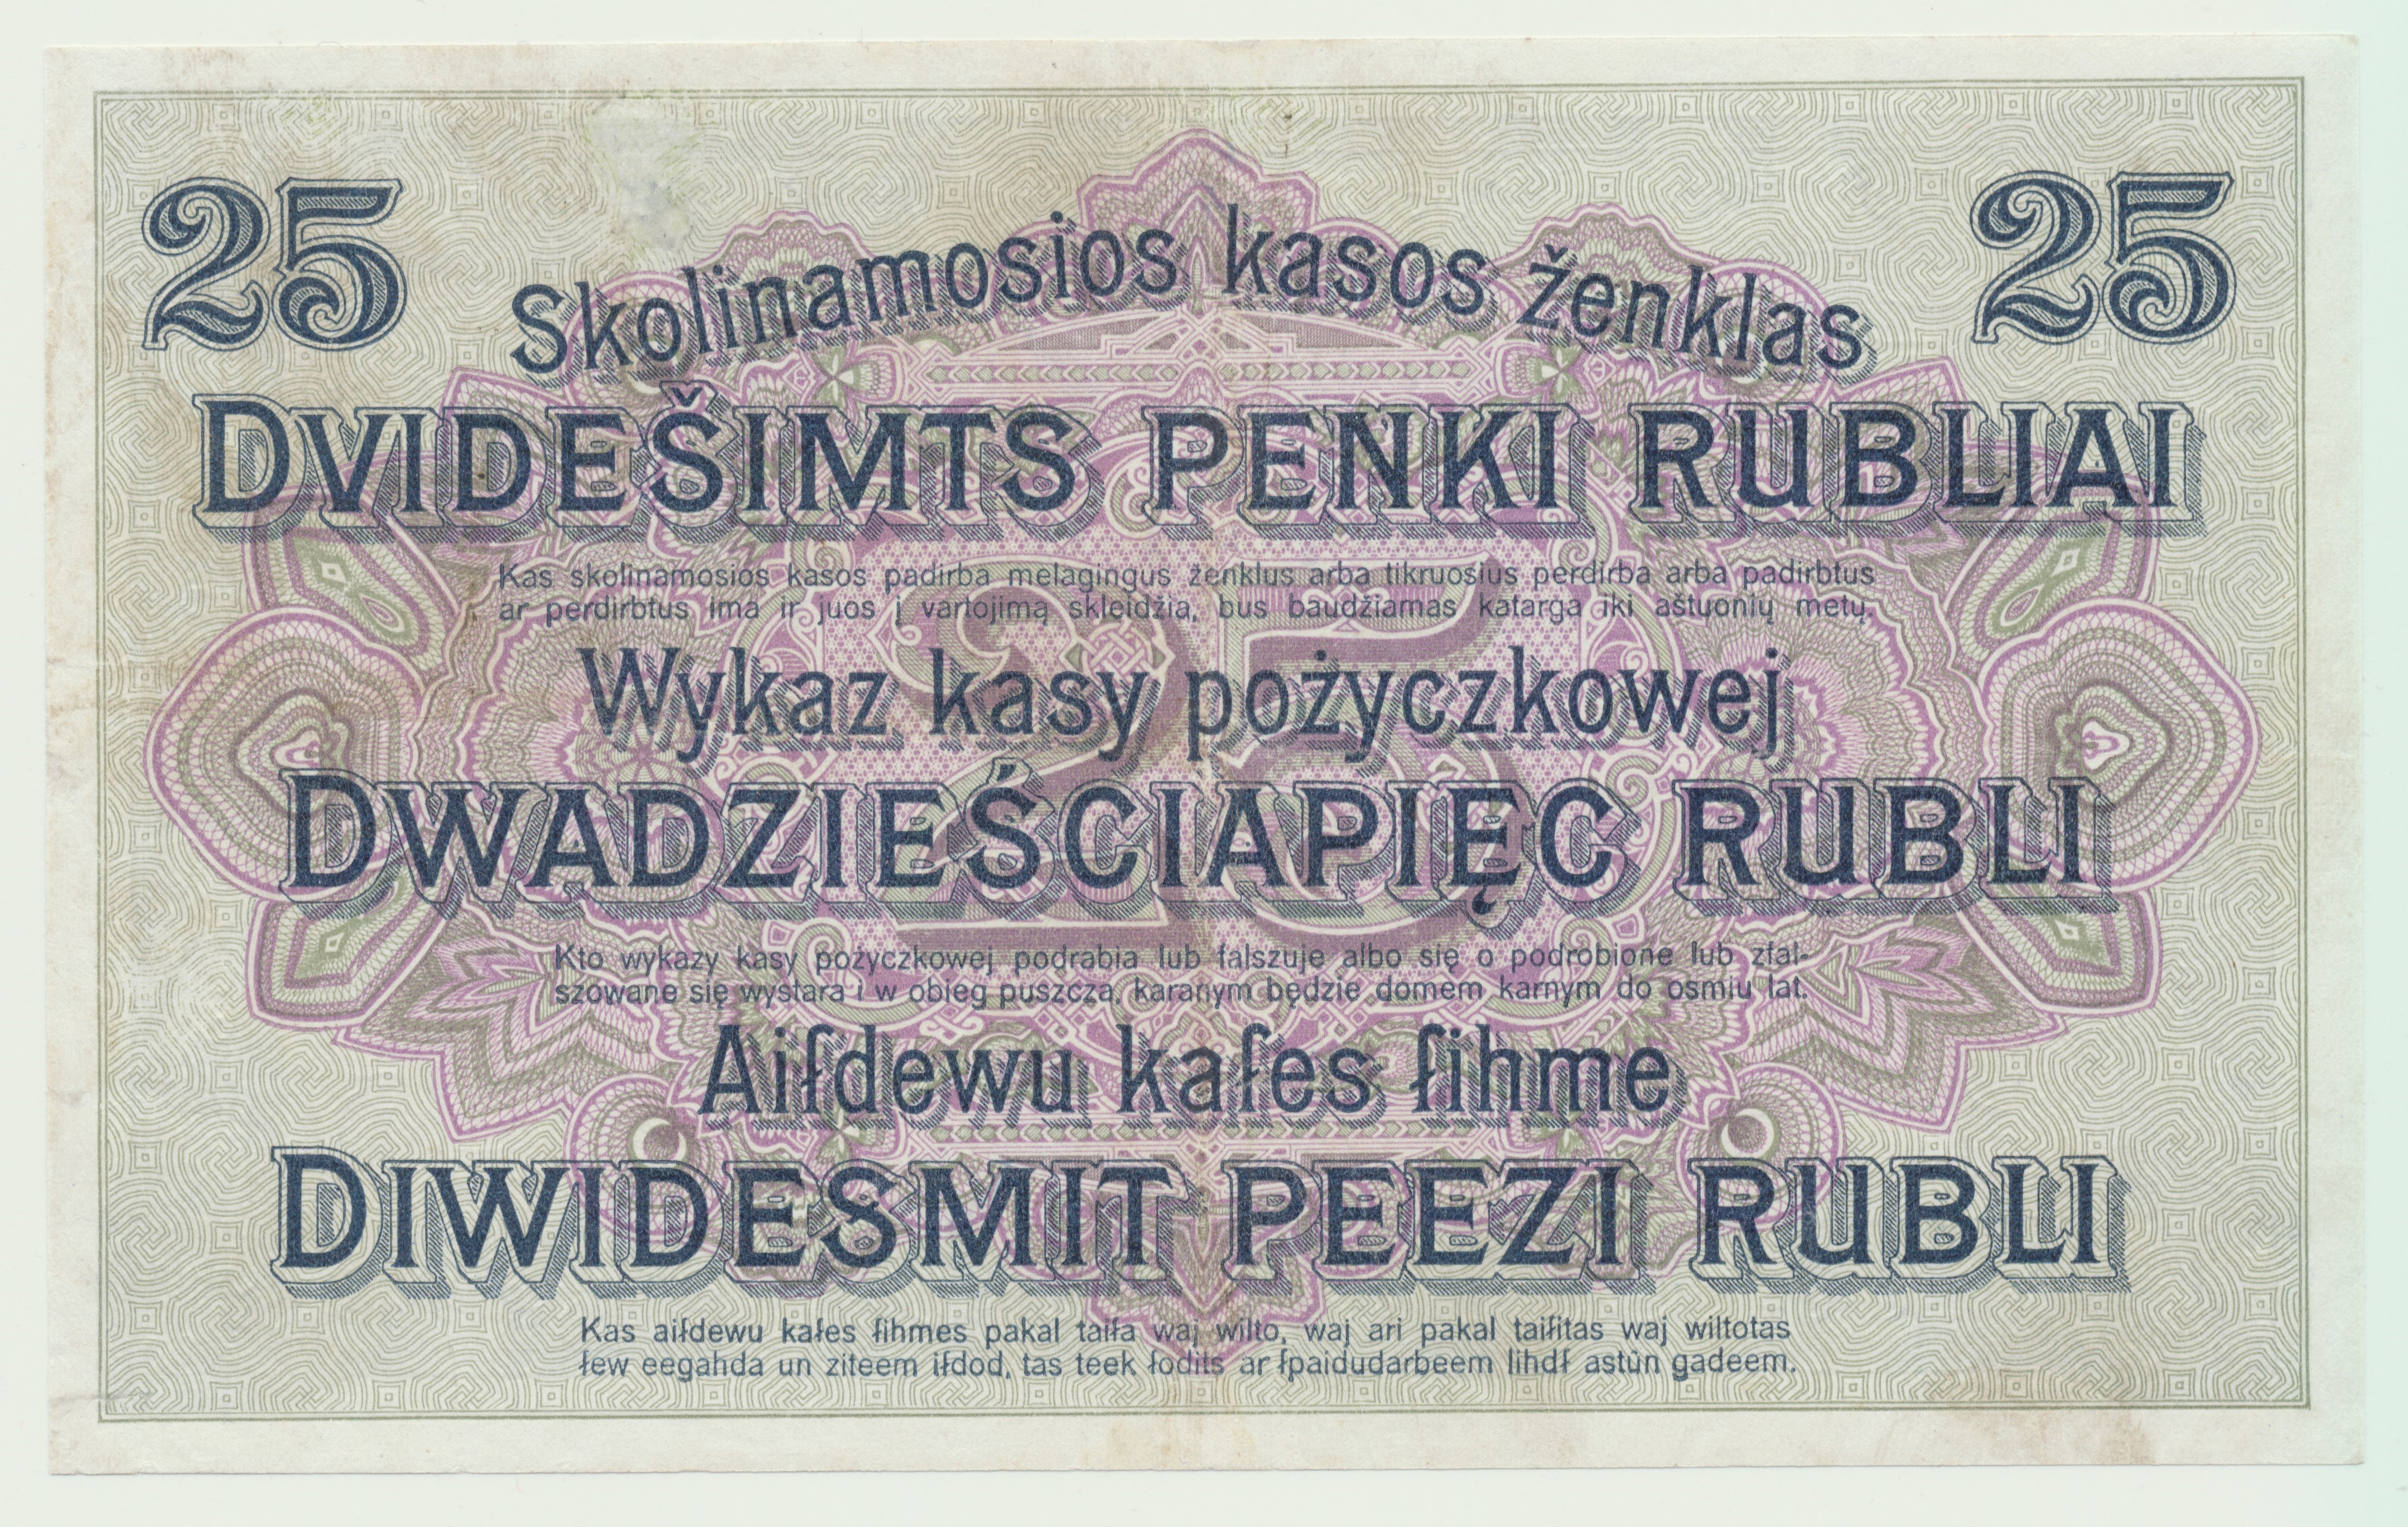 25 25
Skolinamosios kasos ženklas
DVIDEŠIMTS PENKI RUBLIAI
Kas skolinamosios kasos padirba melagingus ženklus arba tikruosius perdirba arba padirbtus
ar perdirbtus ima ir juos į vartojimą skleidžia, bus baudžiamas katarga iki aštuonių metų.
25
Wykaz kasy pożyczkowej
DWADZIEŚCIAPIĘC RUBLI
Kto wykazy kasy pożyczkowej podrabia lub falszuje albo się o podrobione lub zfal-
szowane się wystara i w obieg puszcza, karanym będzie domem karnym do ośmiu lat.
Aiſdewu kaſes ſihme
DIWIDESMIT PEEZI RUBLI
Kas aiſdewu kaſes ſihmes pakal taiſa waj wilto, waj ari pakal taiſitas waj wiltotas
ſew eegahda un ziteem iſdod, tas teek ſodits ar ſpaidudarbeem lihdſ astūn gadeem.